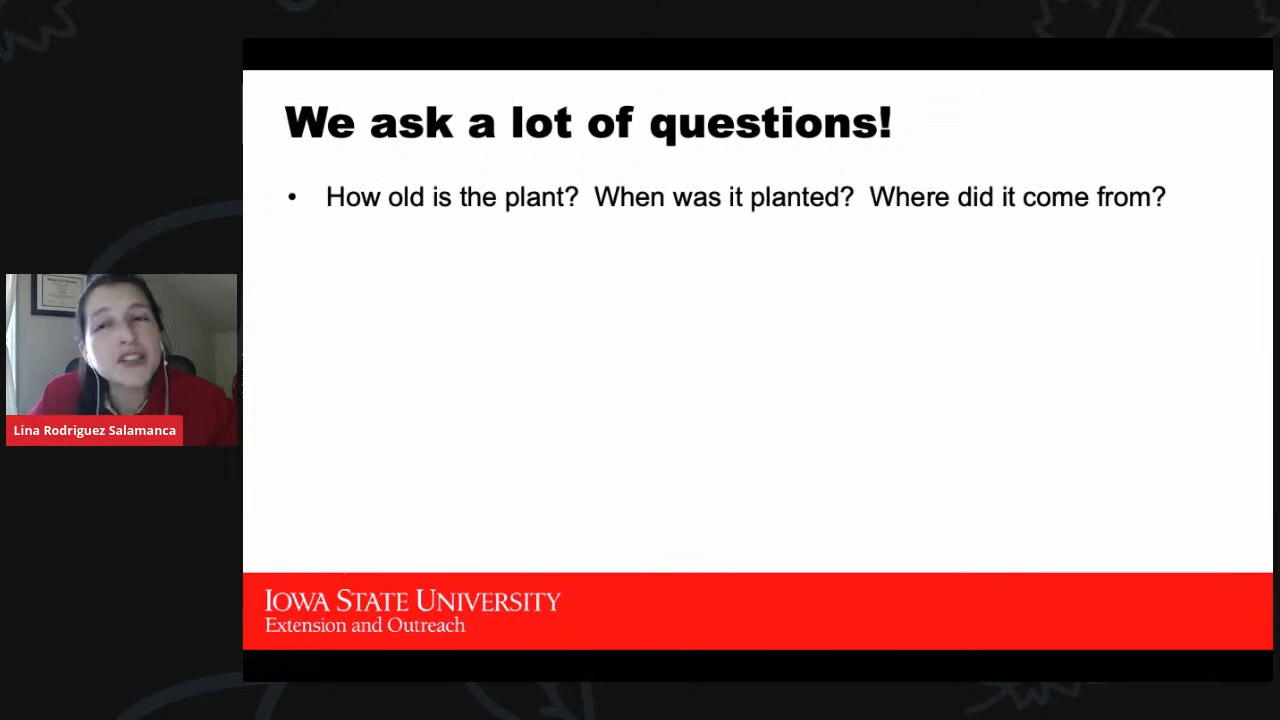 We ask a lot of questions!
• How old is the plant?  When was it planted?  Where did it come from?
Lina Rodriguez Salamanca
IOWA STATE UNIVERSITY
Extension and Outreach